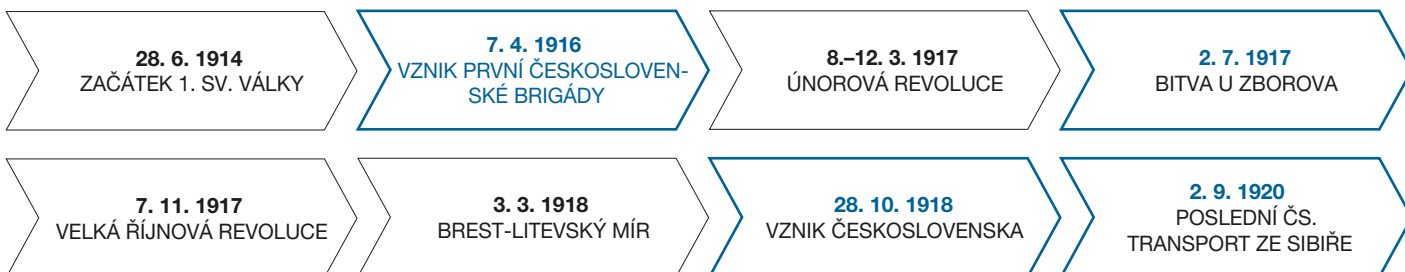 28. 6. 1914
ZAČÁTEK 1. SV. VÁLKY
7. 4. 1916
VZNIK PRVNÍ ČESKOSLOVEN-
SKÉ BRIGÁDY
8.–12. 3. 1917
ÚNOROVÁ REVOLUCE
2. 7. 1917
BITVA U ZBOROVA
7. 11. 1917
VELKÁ ŘÍJNOVÁ REVOLUCE
3. 3. 1918
BREST-LITEVSKÝ MÍR
28. 10. 1918
VZNIK ČESKOSLOVENSKA
2. 9. 1920
POSLEDNÍ ČS.
TRANSPORT ZE SIBIŘE